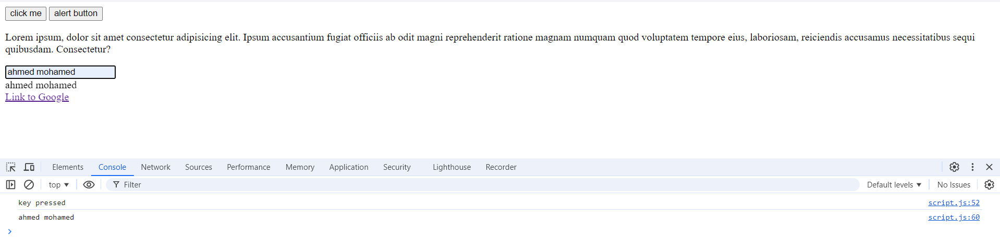 click me alert button
Lorem ipsum, dolor sit amet consectetur adipisicing elit. Ipsum accusantium fugiat officiis ab odit magni reprehenderit ratione magnam numquam quod voluptatem tempore eius, laboriosam, reiciendis accusamus necessitatibus sequi
quibusdam. Consectetur?
ahmed mohamed
ahmed mohamed
Link to Google
Elements Console Network Sources Performance Memory Application Security Lighthouse Recorder
top Filter Default levels No Issues
key pressed script.js:52
ahmed mohamed script.js:60